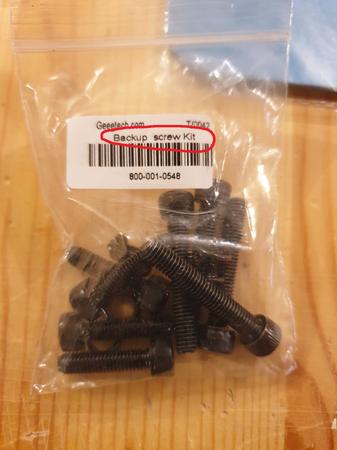 Geeetech.com T/0042
Backup screw Kit
800-001-0548